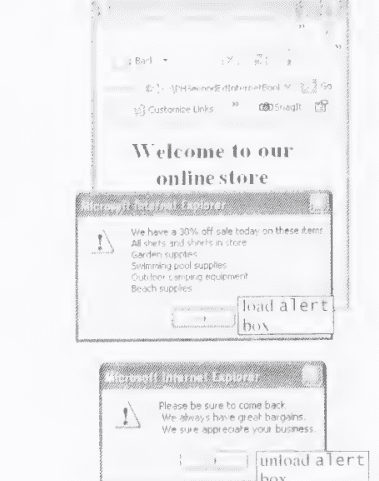 Back
Go
Customize Links » SnagIt
Welcome to our
online store
Microsoft Internet Explorer
We have a 30% off sale today on these items
All shirts and shorts in store
Garden supplies
Swimming pool supplies
Outdoor camping equipment
Beach supplies
load alert
box
Microsoft Internet Explorer
Please be sure to come back.
We always have great bargains.
We sure appreciate your business.
unload alert
box